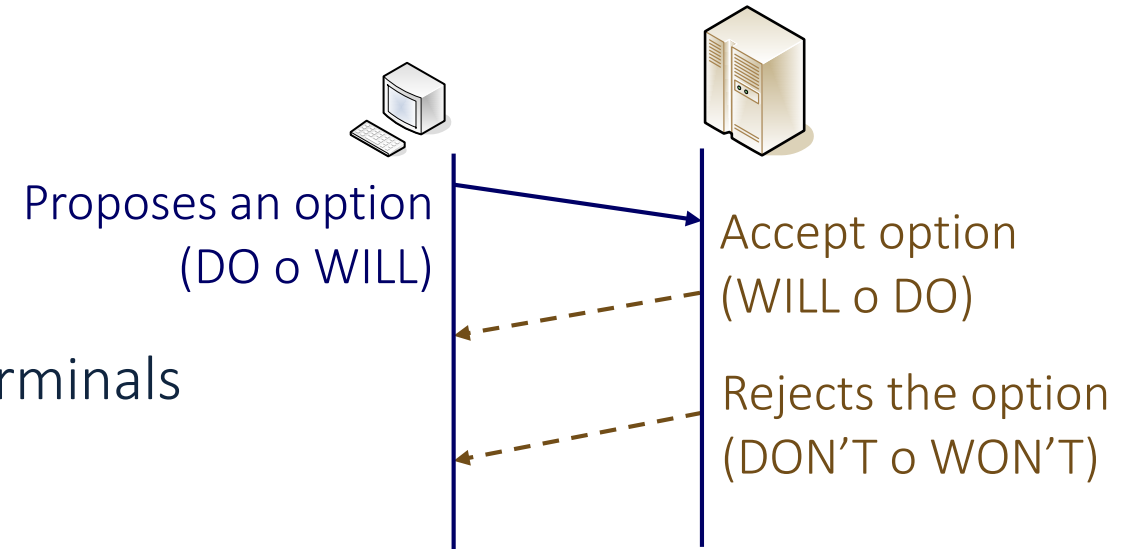 Proposes an option
(DO o WILL)
Accept option
(WILL o DO)
rminals
Rejects the option
(DON’T o WON’T)